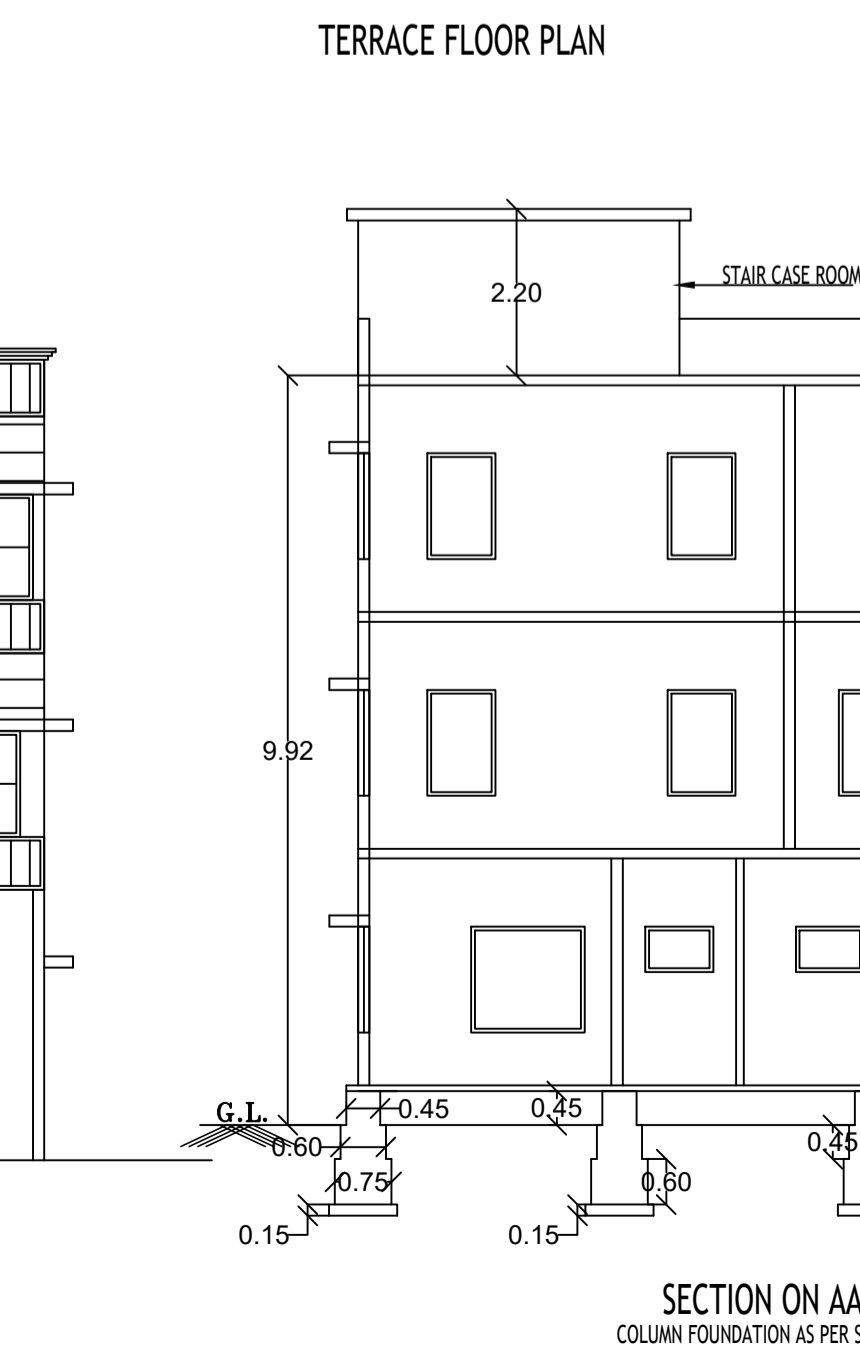 TERRACE FLOOR PLAN
STAIR CASE ROOM
2.20
9.92
G.L.
0.45
0.45
0.60
0.45
0.75
0.60
0.15
0.15
SECTION ON AA
COLUMN FOUNDATION AS PER S